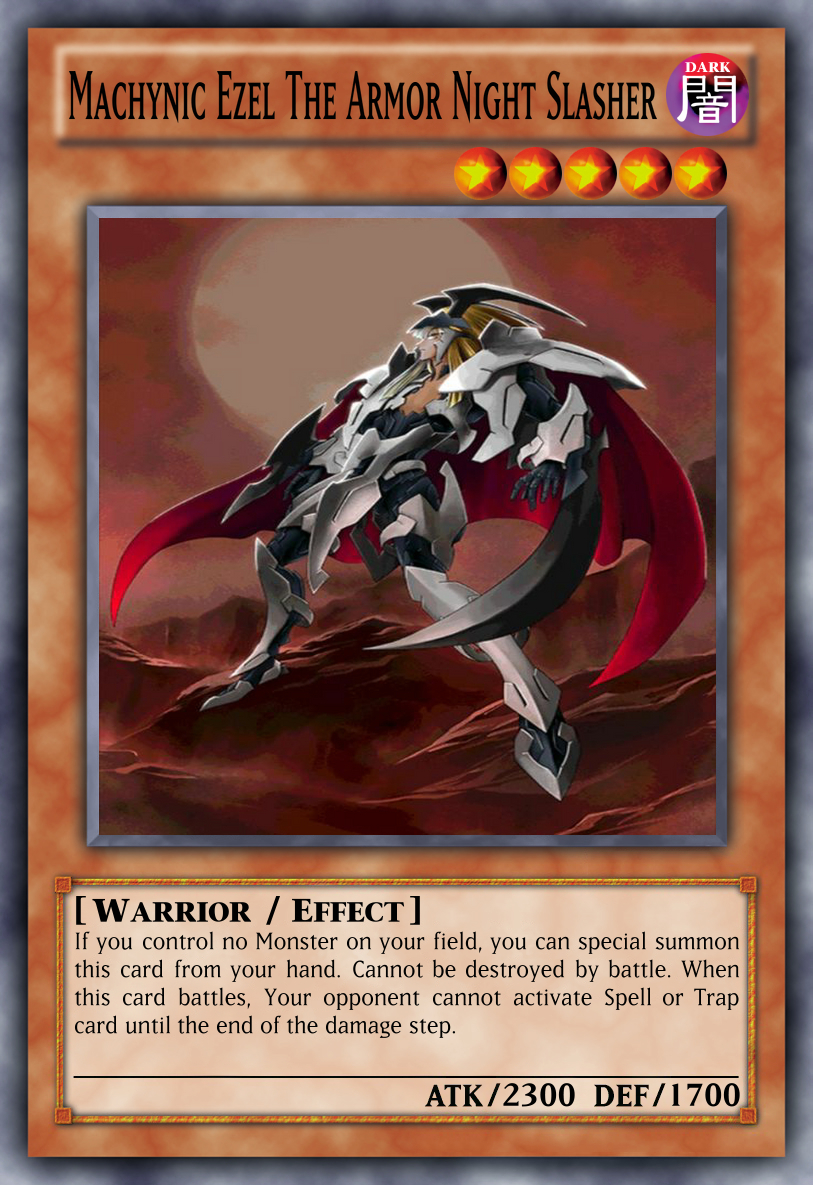 Machynic Ezel The Armor Night Slasher
DARK
闇
[ Warrior / Effect ]
If you control no Monster on your field, you can special summon
this card from your hand. Cannot be destroyed by battle. When
this card battles, Your opponent cannot activate Spell or Trap
card until the end of the damage step.
ATK/2300 DEF/1700